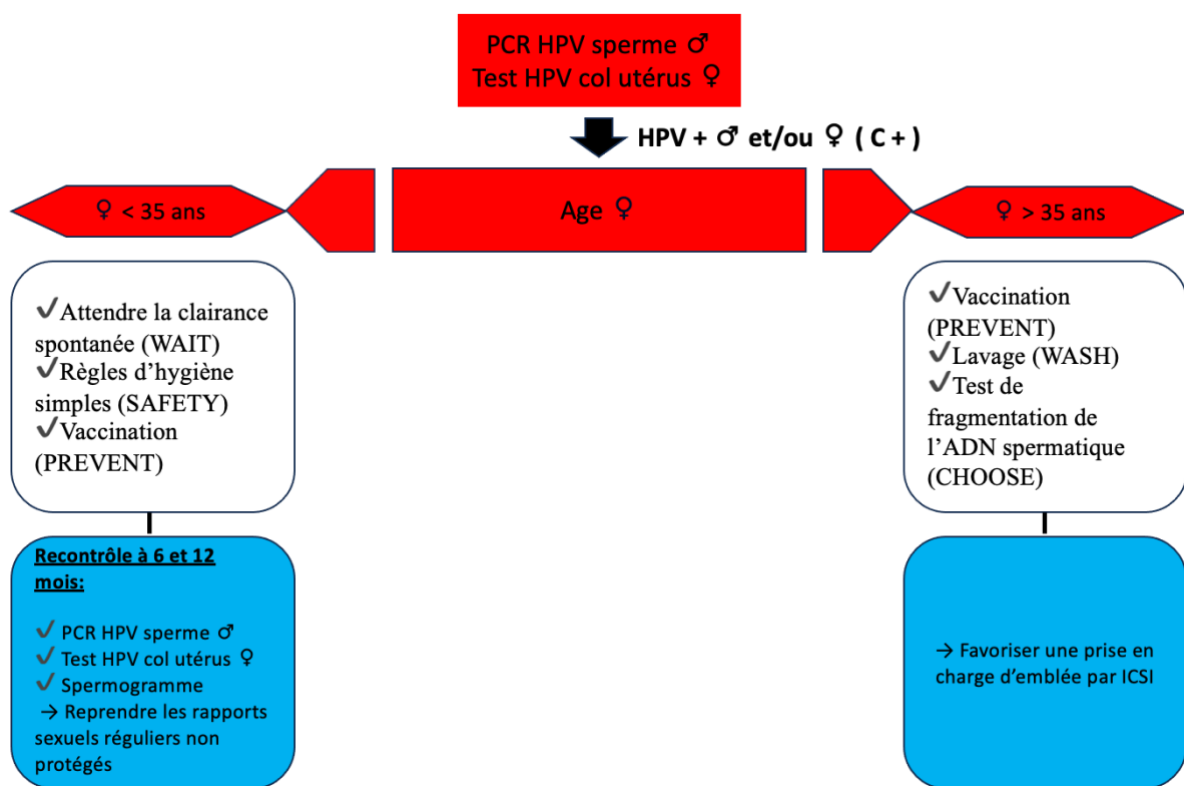 PCR HPV sperme ♂
Test HPV col utérus ♀
HPV + ♂ et/ou ♀ ( C + )
♀ < 35 ans
Age ♀
♀ > 35 ans
✓Attendre la clairance
spontanée (WAIT)
✓Règles d’hygiène
simples (SAFETY)
✓Vaccination
(PREVENT)
✓Vaccination
(PREVENT)
✓Lavage (WASH)
✓Test de
fragmentation de
l’ADN spermatique
(CHOOSE)
Recontrôle à 6 et 12
mois:
✓ PCR HPV sperme ♂
✓ Test HPV col utérus ♀
✓ Spermogramme
→ Reprendre les rapports
sexuels réguliers non
protégés
→ Favoriser une prise en
charge d’emblée par ICSI